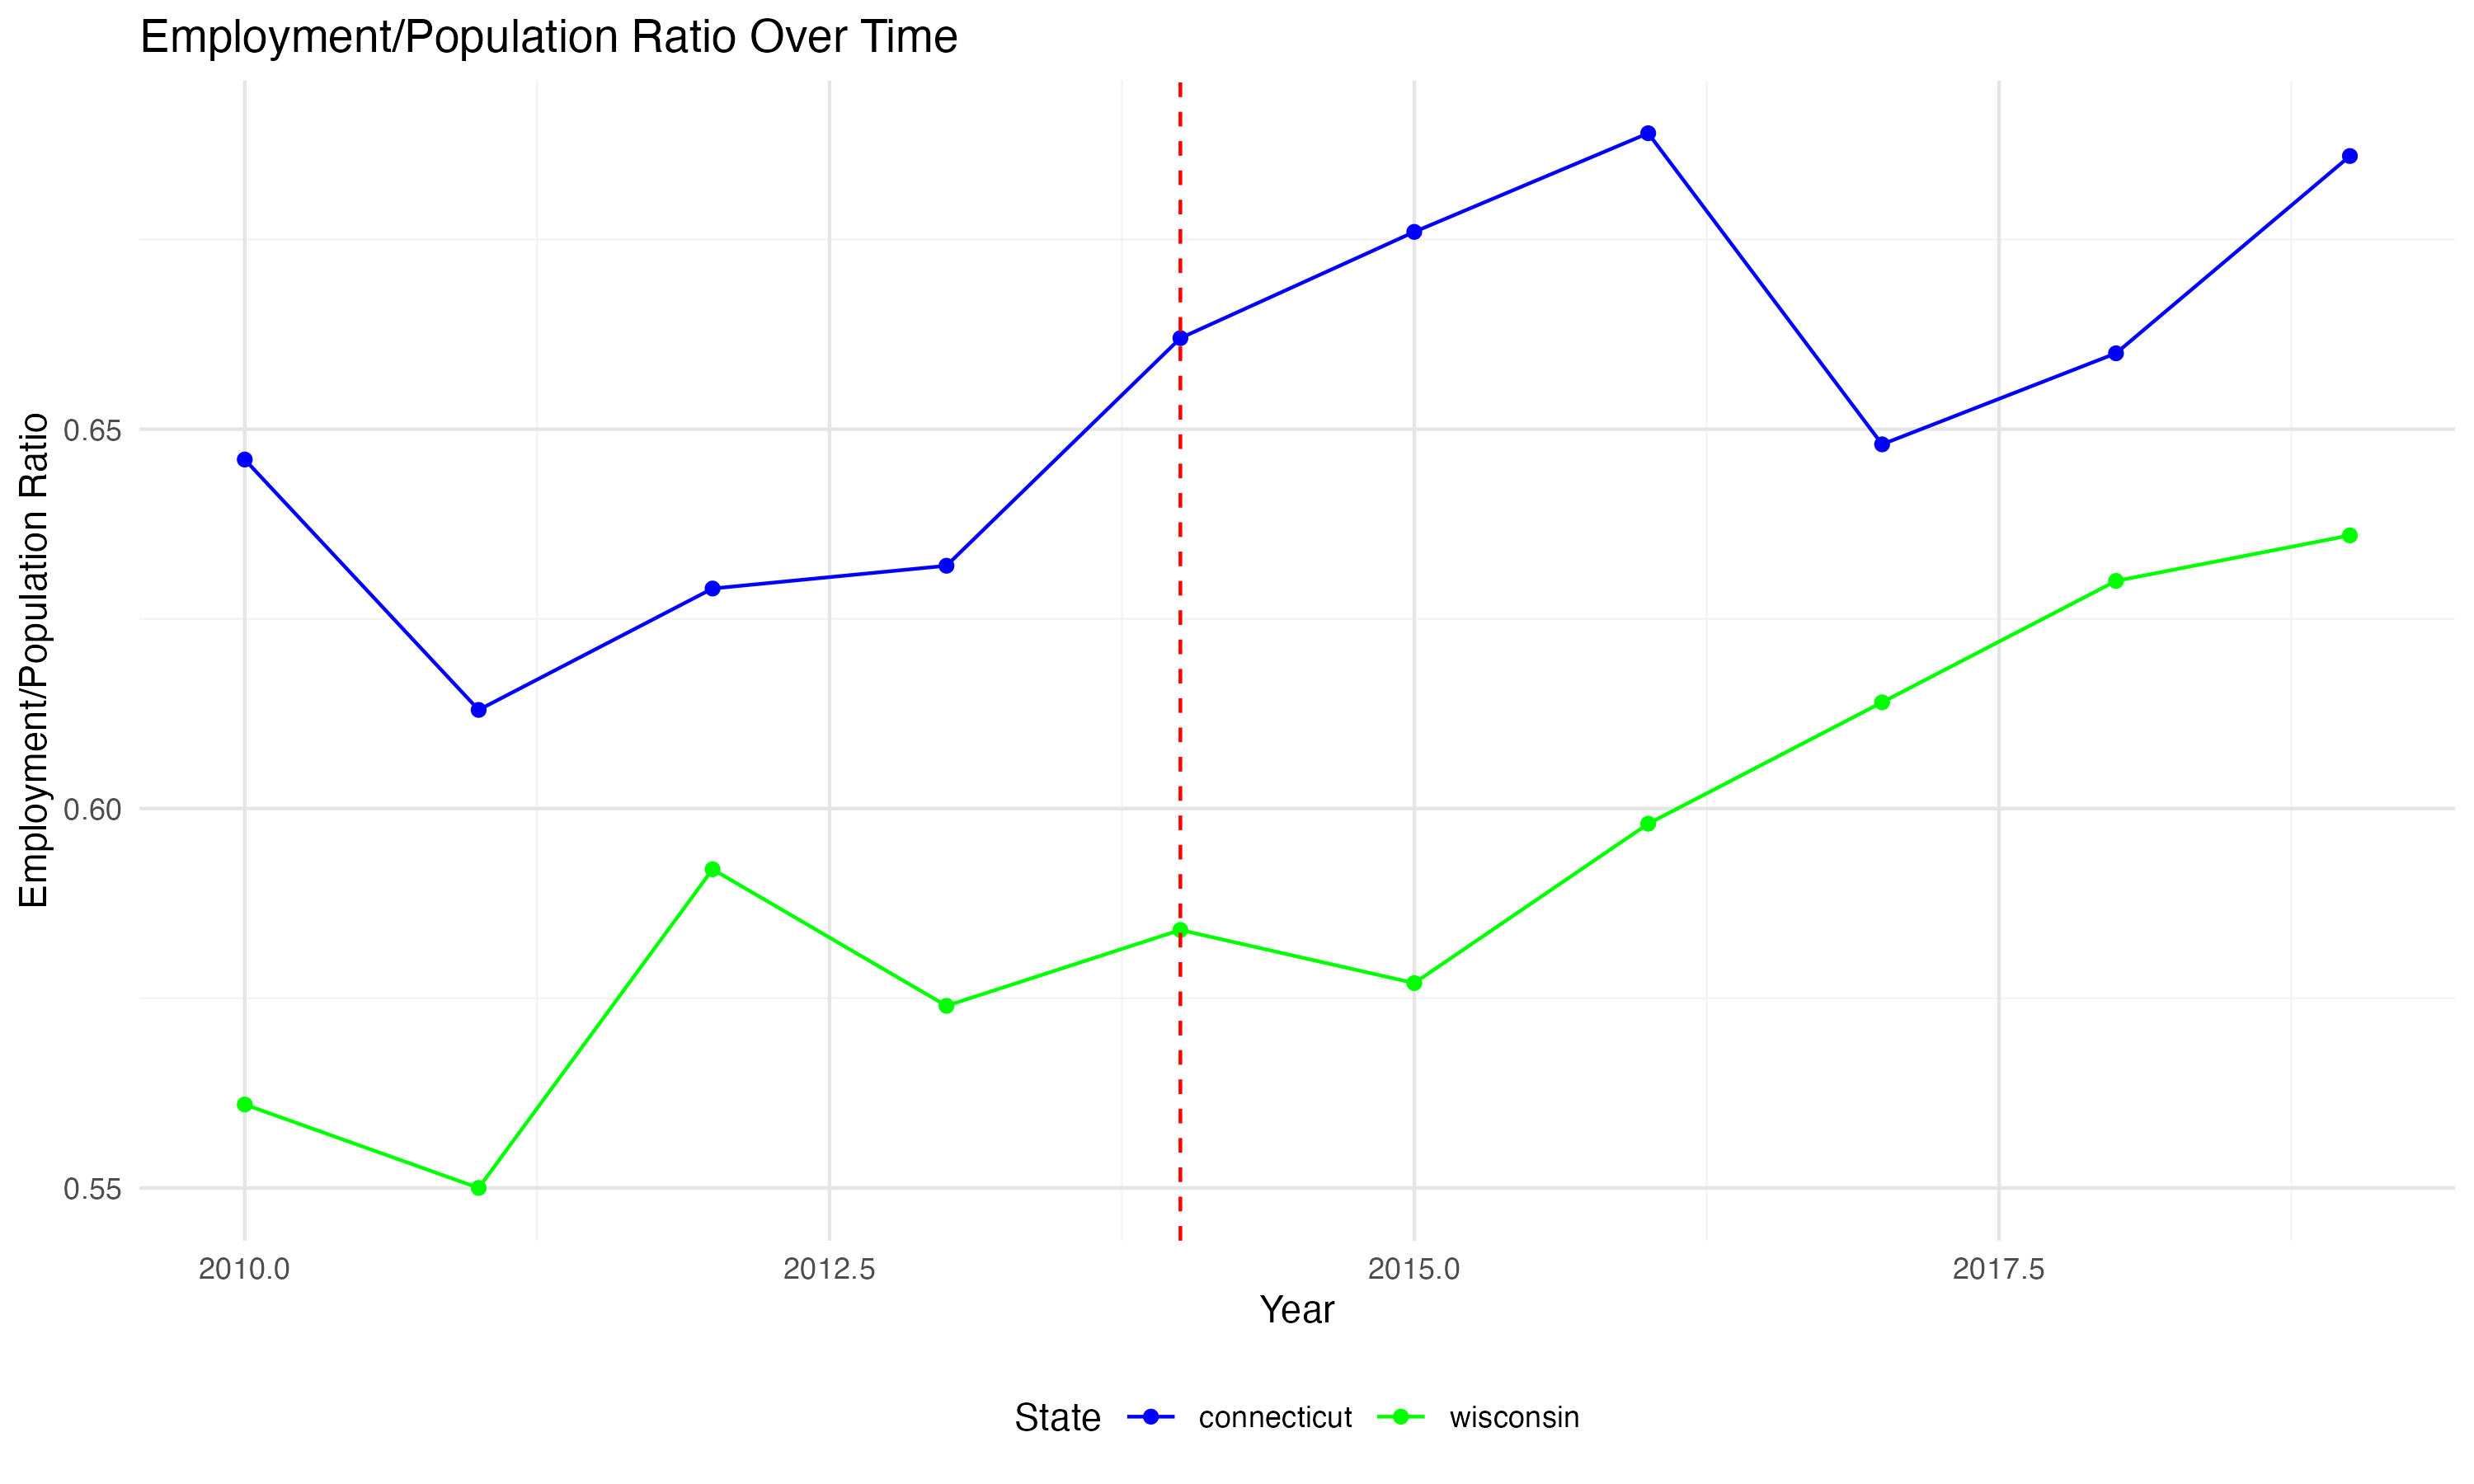 Employment/Population Ratio Over Time
Employment/Population Ratio
0.65
0.60
0.55
2010.0 2012.5 2015.0 2017.5
Year
State connecticut wisconsin